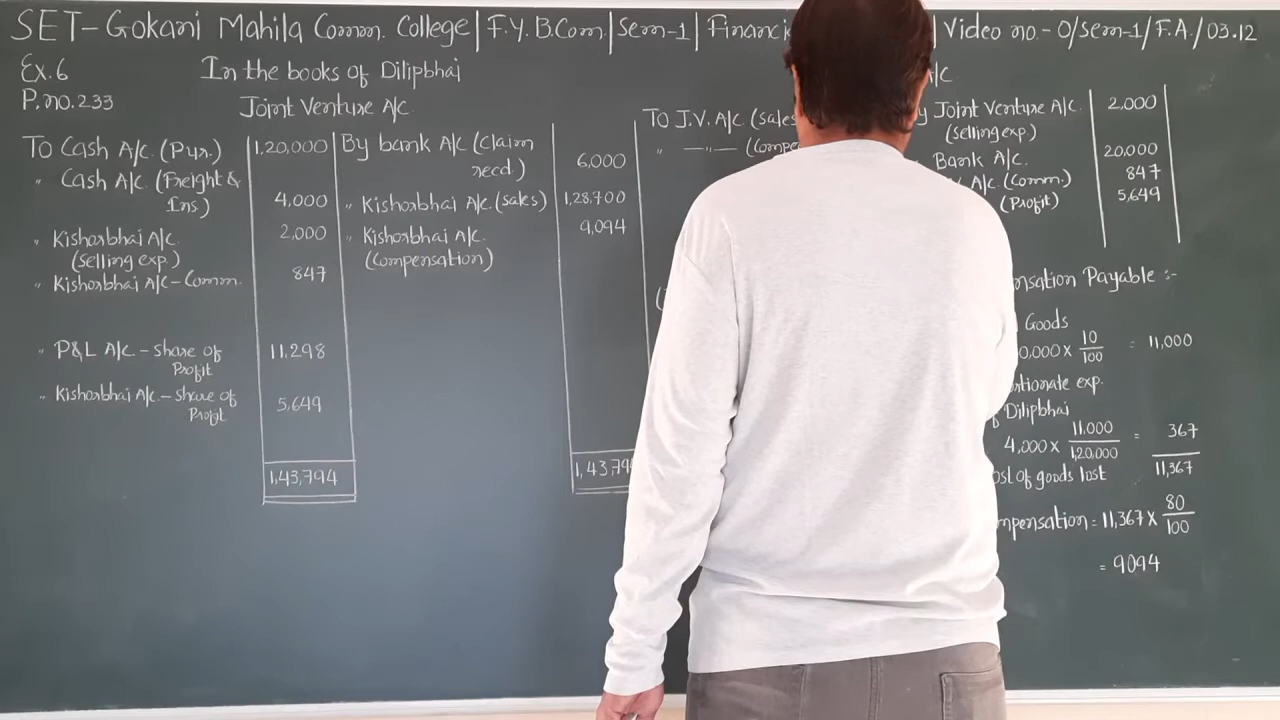 SET-Gokani Mahila Comm. College | F.Y.B.Com. | Sem-1 | Financi | Video no.- 0/Sem-1/F.A./03.12
Ex.6
P.no.233
In the books of Dilipbhai
Joint Venture A/c.
To Cash A/c. (Pur.) 1,20,000
" Cash A/c. (Freight &
Ins) 4,000
" Kishorbhai A/c. 2,000
(Selling exp.)
" Kishorbhai A/c - Comm. 847
" P&L A/c. - share of 11,298
Profit
" Kishorbhai A/c. - share of 5,649
Profit
1,43,794
By bank A/c (claim
recd.) 6,000
" Kishorbhai A/c. (sales) 1,28,700
" Kishorbhai A/c. 9,094
(Compensation)
1,43,79
A/C
To J.V. A/c (Sales
" —"— (Compe
y Joint Venture A/c. 2,000
(selling exp)
Bank A/c. 20,000
A/c. (Comm.) 847
(Profit) 5,649
nsation Payable :-
Goods
0,000 × 10/100 = 11,000
rtionate exp.
Dilipbhai
4,000 × 11,000/1,20,000 = 367
ost of goods lost 11,367
mpensation = 11,367 × 80/100
= 9094